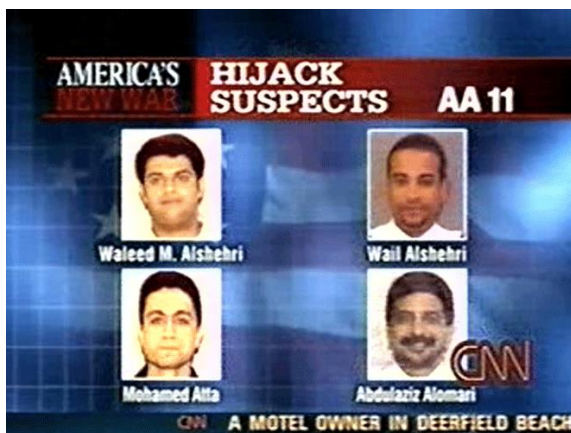 AMERICA'S
NEW WAR
HIJACK
SUSPECTS
AA 11
Waleed M. Alshehri
Wail Alshehri
Mohamed Atta
Abdulaziz Alomari
CNN
CNN A MOTEL OWNER IN DEERFIELD BEACH